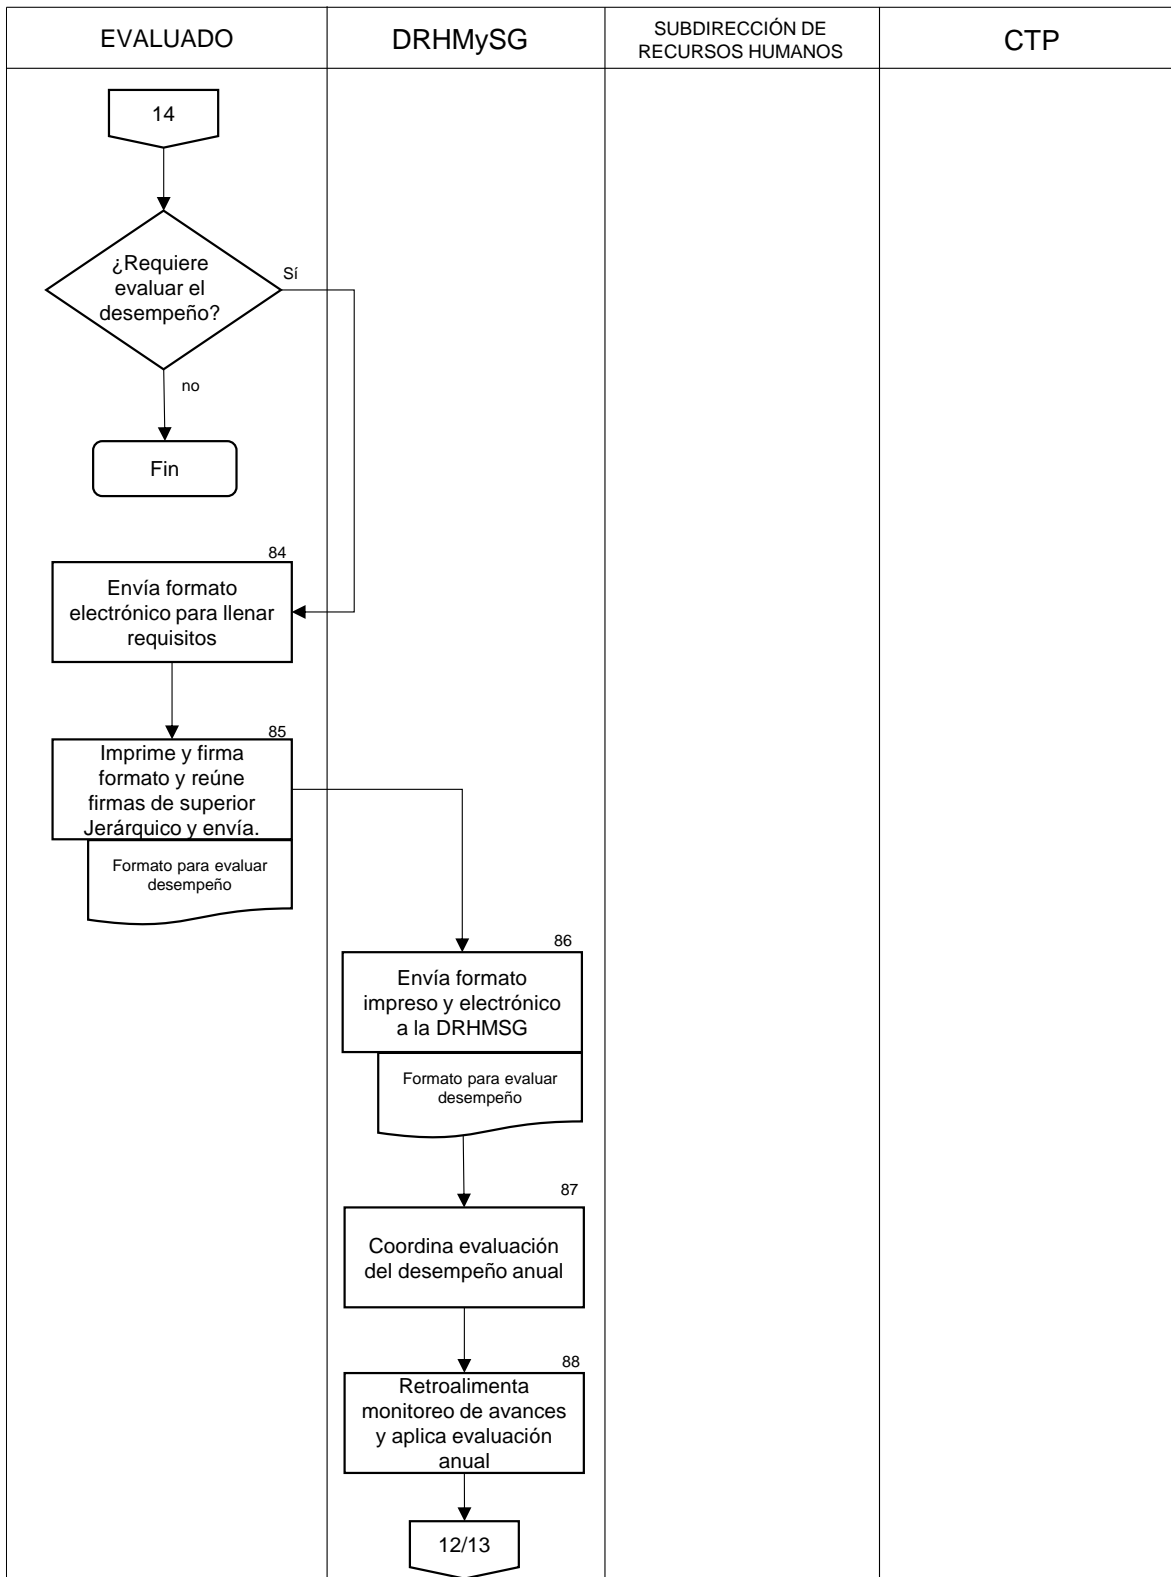 EVALUADO
DRHMySG
SUBDIRECCIÓN DE
RECURSOS HUMANOS
CTP
14
¿Requiere
evaluar el
desempeño?
Sí
no
Fin
84
Envía formato
electrónico para llenar
requisitos
85
Imprime y firma
formato y reúne
firmas de superior
Jerárquico y envía.
Formato para evaluar
desempeño
86
Envía formato
impreso y electrónico
a la DRHMSG
Formato para evaluar
desempeño
87
Coordina evaluación
del desempeño anual
88
Retroalimenta
monitoreo de avances
y aplica evaluación
anual
12/13